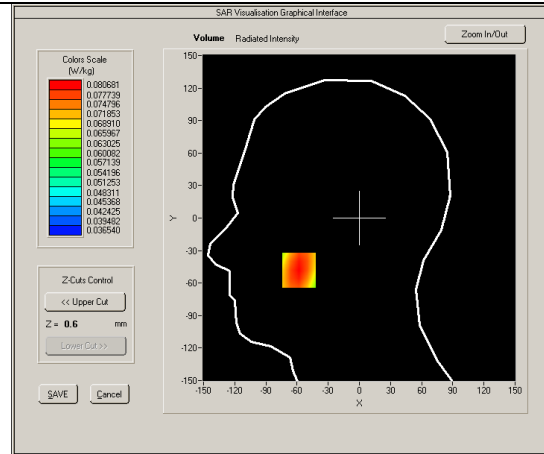 SAR Visualisation Graphical Interface
Volume Radiated Intensity
Zoom In/Out
Colors Scale
(W/kg)
0.080681
0.077739
0.074796
0.071853
0.068910
0.065967
0.063025
0.060082
0.057139
0.054196
0.051253
0.048311
0.045368
0.042425
0.039482
0.036540
Z-Cuts Control
<< Upper Cut
Z = 0.6 mm
Lower Cut >>
SAVE Cancel
150
120
90
60
30
0
-30
-60
-90
-120
-150
Y
-150 -120 -90 -60 -30 0 30 60 90 120 150
X